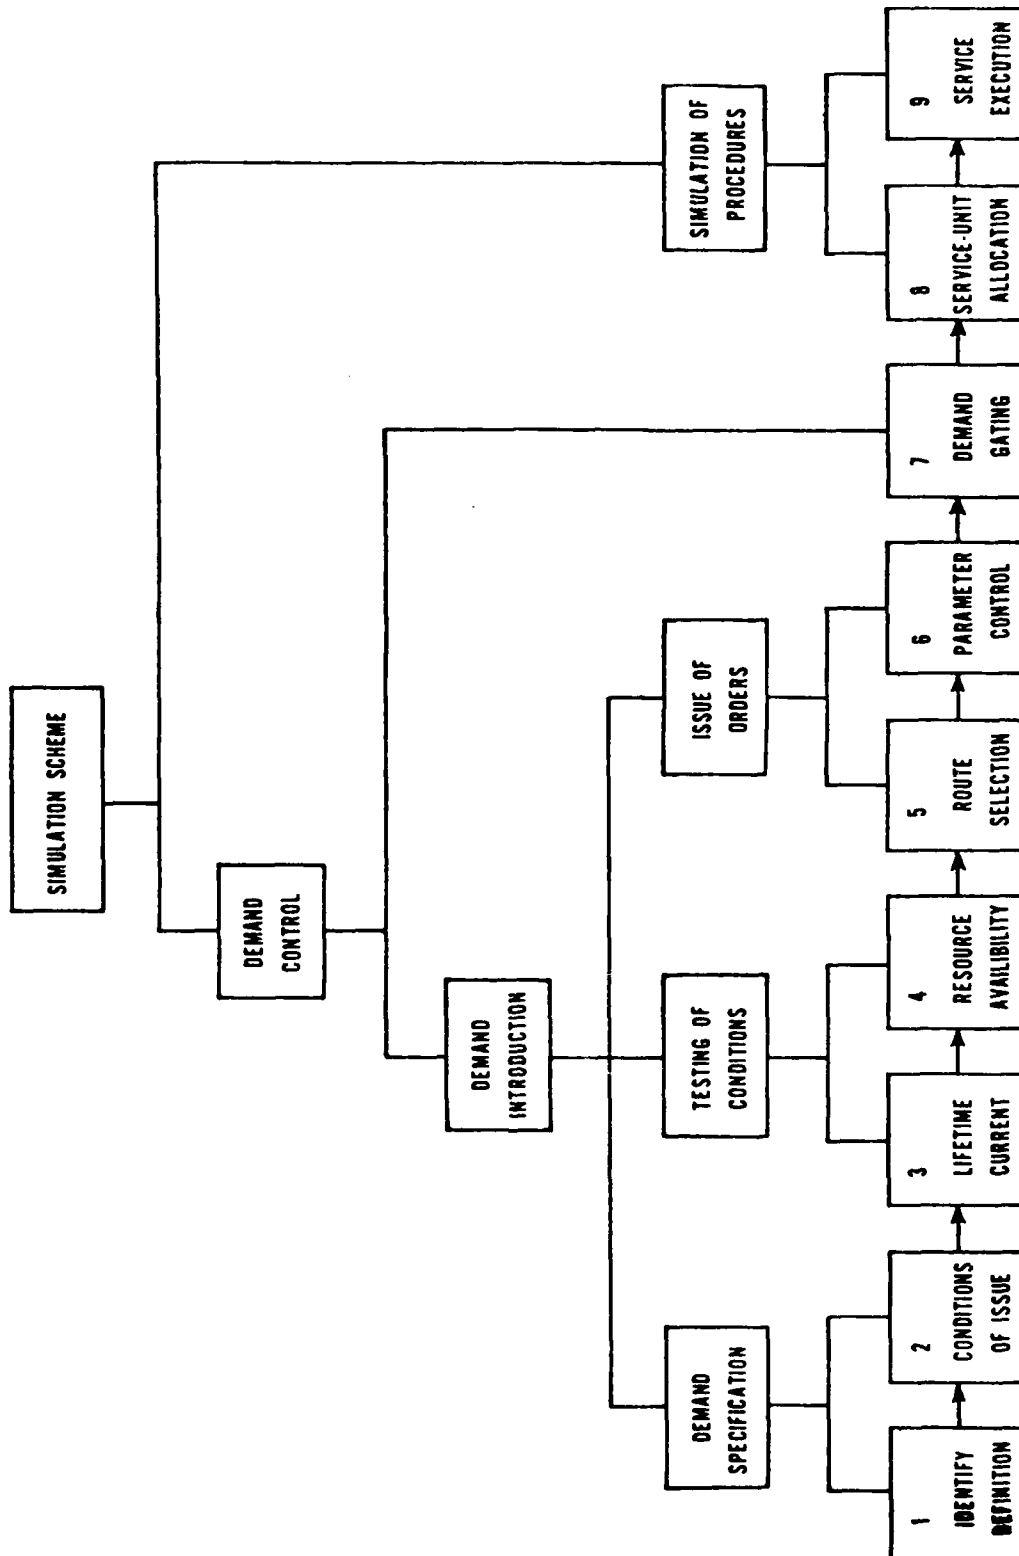 SIMULATION SCHEME
DEMAND
CONTROL
DEMAND
INTRODUCTION
DEMAND
SPECIFICATION
TESTING OF
CONDITIONS
ISSUE OF
ORDERS
SIMULATION OF
PROCEDURES
1
IDENTIFY
DEFINITION
2
CONDITIONS
OF ISSUE
3
LIFETIME
CURRENT
4
RESOURCE
AVAILIBILITY
5
ROUTE
SELECTION
6
PARAMETER
CONTROL
7
DEMAND
GATING
8
SERVICE-UNIT
ALLOCATION
9
SERVICE
EXECUTION